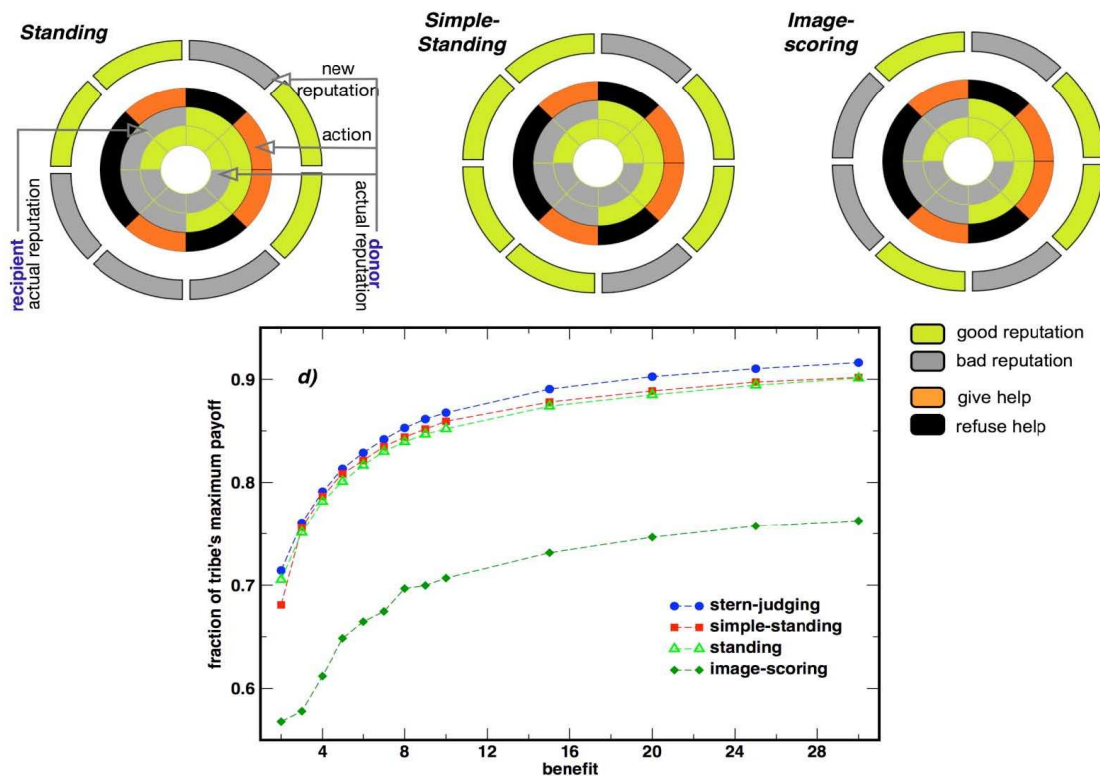 Standing
new
reputation
action
recipient
actual reputation
donor
actual reputation
Simple-
Standing
Image-
scoring
good reputation
bad reputation
give help
refuse help
d)
fraction of tribe's maximum payoff
0.9
0.8
0.7
0.6
stern-judging
simple-standing
standing
image-scoring
4 8 12 16 20 24 28
benefit